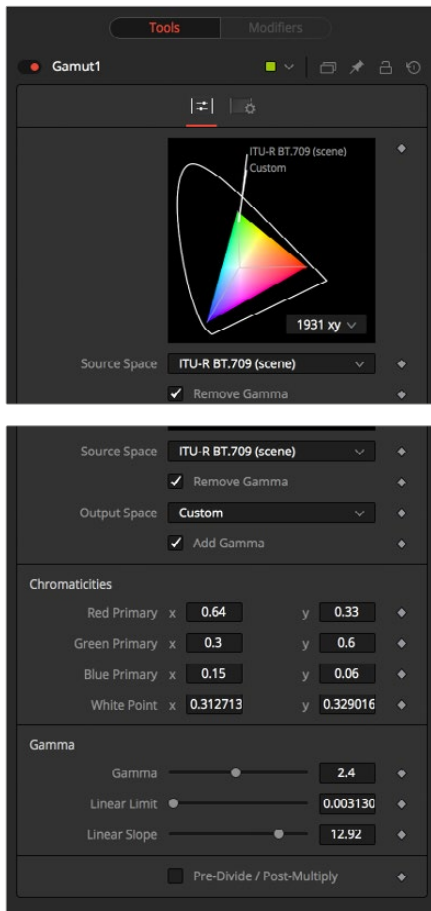 Tools Modifiers
Gamut1
ITU-R BT.709 (scene)
Custom
1931 xy
Source Space ITU-R BT.709 (scene)
Remove Gamma
Source Space ITU-R BT.709 (scene)
Remove Gamma
Output Space Custom
Add Gamma
Chromaticities
Red Primary x 0.64 y 0.33
Green Primary x 0.3 y 0.6
Blue Primary x 0.15 y 0.06
White Point x 0.312713 y 0.329016
Gamma
Gamma 2.4
Linear Limit 0.003130
Linear Slope 12.92
Pre-Divide / Post-Multiply